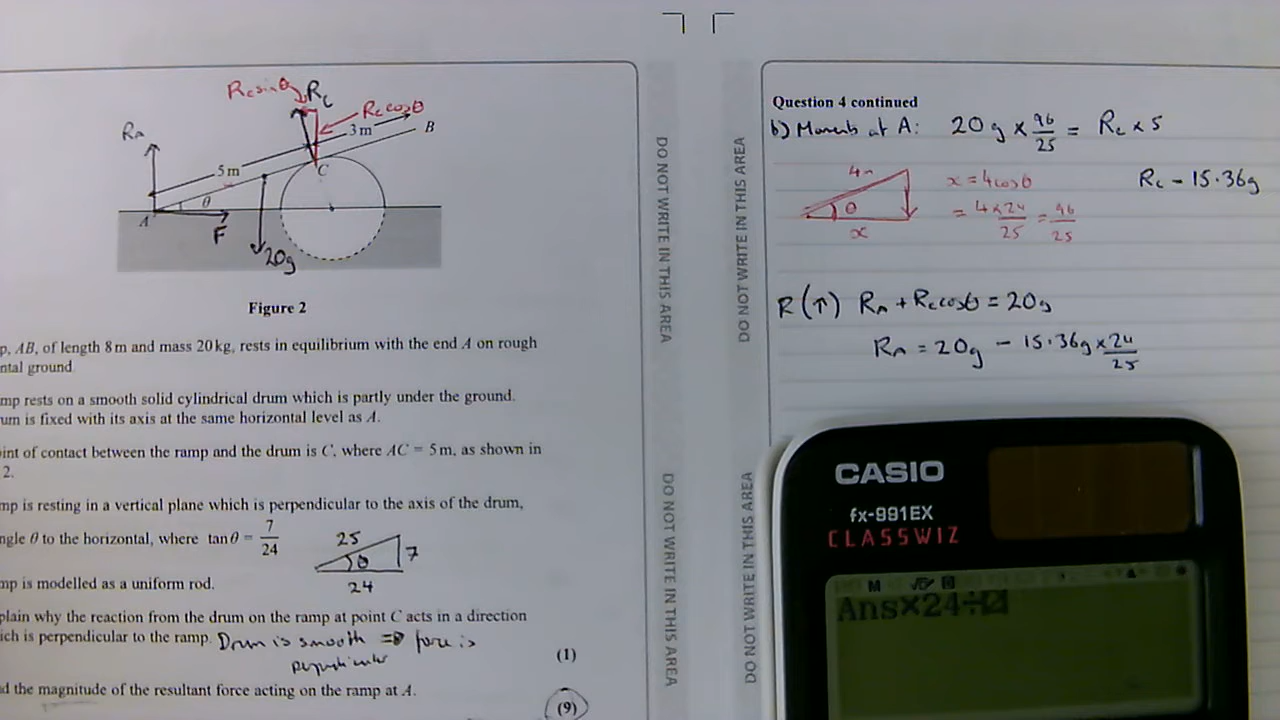 Rcsinθ
Rc
Rccosθ
RA
3m
B
5m
C
θ
A
F
20g
Figure 2
p, AB, of length 8 m and mass 20 kg, rests in equilibrium with the end A on rough
ntal ground
mp rests on a smooth solid cylindrical drum which is partly under the ground.
um is fixed with its axis at the same horizontal level as A.
oint of contact between the ramp and the drum is C, where AC = 5 m, as shown in
2.
mp is resting in a vertical plane which is perpendicular to the axis of the drum,
ngle θ to the horizontal, where tan θ = 7/24
25
θ
7
24
mp is modelled as a uniform rod.
plain why the reaction from the drum on the ramp at point C acts in a direction
ich is perpendicular to the ramp. Drum is smooth => force is
perpendicular
(1)
d the magnitude of the resultant force acting on the ramp at A.
(9)
DO NOT WRITE IN THIS AREA
DO NOT WRITE IN THIS AREA
DO NOT WRITE IN THIS AREA
DO NOT WRITE IN THIS AREA
Question 4 continued
b) Moments at A: 20g × 96/25 = Rc × 5
4m
θ
x
x = 4cosθ
= 4×24/25 = 96/25
Rc = 15.36g
R(↑) RA + Rccosθ = 20g
RA = 20g - 15.36g × 24/25
CASIO
fx-991EX
CLASSWIZ
M
Ans×24÷2